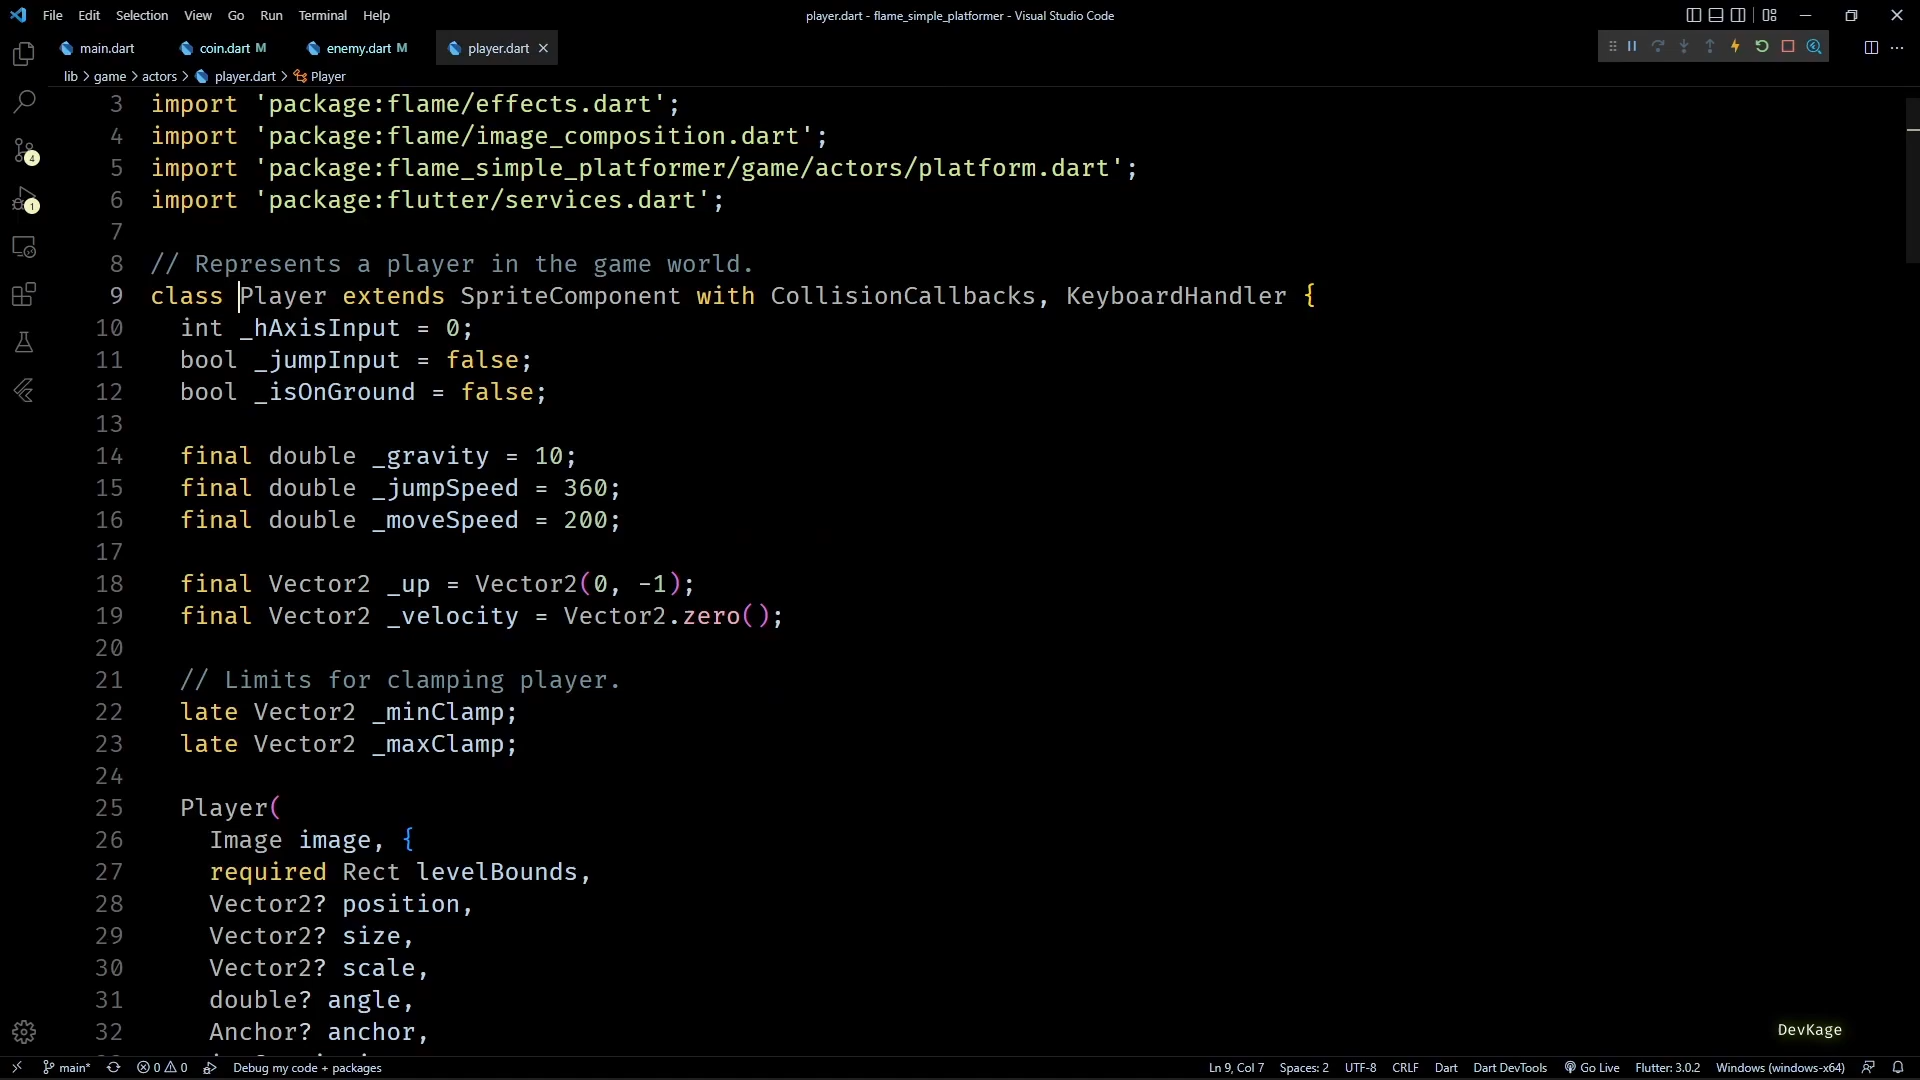 File Edit Selection View Go Run Terminal Help
player.dart - flame_simple_platformer - Visual Studio Code
main.dart coin.dart M enemy.dart M player.dart
lib > game > actors > player.dart > Player
3 import 'package:flame/effects.dart';
4 import 'package:flame/image_composition.dart';
5 import 'package:flame_simple_platformer/game/actors/platform.dart';
6 import 'package:flutter/services.dart';
7
8 // Represents a player in the game world.
9 class Player extends SpriteComponent with CollisionCallbacks, KeyboardHandler {
10 int _hAxisInput = 0;
11 bool _jumpInput = false;
12 bool _isOnGround = false;
13
14 final double _gravity = 10;
15 final double _jumpSpeed = 360;
16 final double _moveSpeed = 200;
17
18 final Vector2 _up = Vector2(0, -1);
19 final Vector2 _velocity = Vector2.zero();
20
21 // Limits for clamping player.
22 late Vector2 _minClamp;
23 late Vector2 _maxClamp;
24
25 Player(
26 Image image, {
27 required Rect levelBounds,
28 Vector2? position,
29 Vector2? size,
30 Vector2? scale,
31 double? angle,
32 Anchor? anchor,
4
1
DevKage
main* 0 0 Debug my code + packages
Ln 9, Col 7 Spaces: 2 UTF-8 CRLF Dart Dart DevTools Go Live Flutter: 3.0.2 Windows (windows-x64)